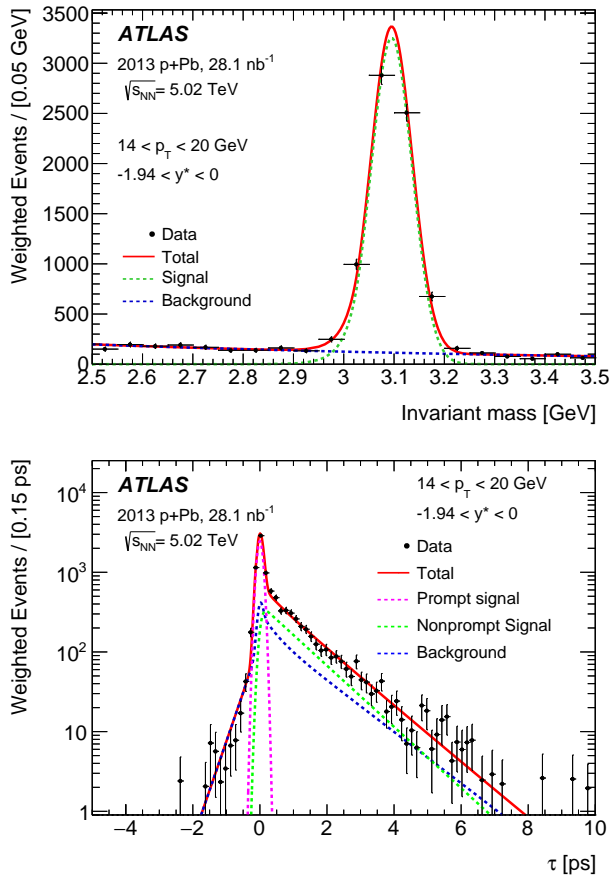 Weighted Events / [0.05 GeV]
3500
3000
2500
2000
1500
1000
500
0
ATLAS
2013 p+Pb, 28.1 nb⁻¹
√s_NN = 5.02 TeV
14 < p_T < 20 GeV
-1.94 < y* < 0
Data
Total
Signal
Background
2.5 2.6 2.7 2.8 2.9 3 3.1 3.2 3.3 3.4 3.5
Invariant mass [GeV]
Weighted Events / [0.15 ps]
10⁴
10³
10²
10
1
ATLAS
2013 p+Pb, 28.1 nb⁻¹
√s_NN = 5.02 TeV
14 < p_T < 20 GeV
-1.94 < y* < 0
Data
Total
Prompt signal
Nonprompt Signal
Background
−4 −2 0 2 4 6 8 10
τ [ps]